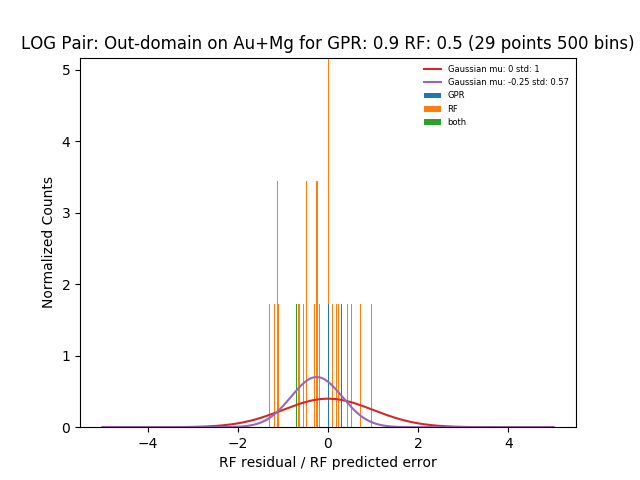 LOG Pair: Out-domain on Au+Mg for GPR: 0.9 RF: 0.5 (29 points 500 bins)
Gaussian mu: 0 std: 1
Gaussian mu: -0.25 std: 0.57
GPR
RF
both
Normalized Counts
5
4
3
2
1
0
−4
−2
0
2
4
RF residual / RF predicted error